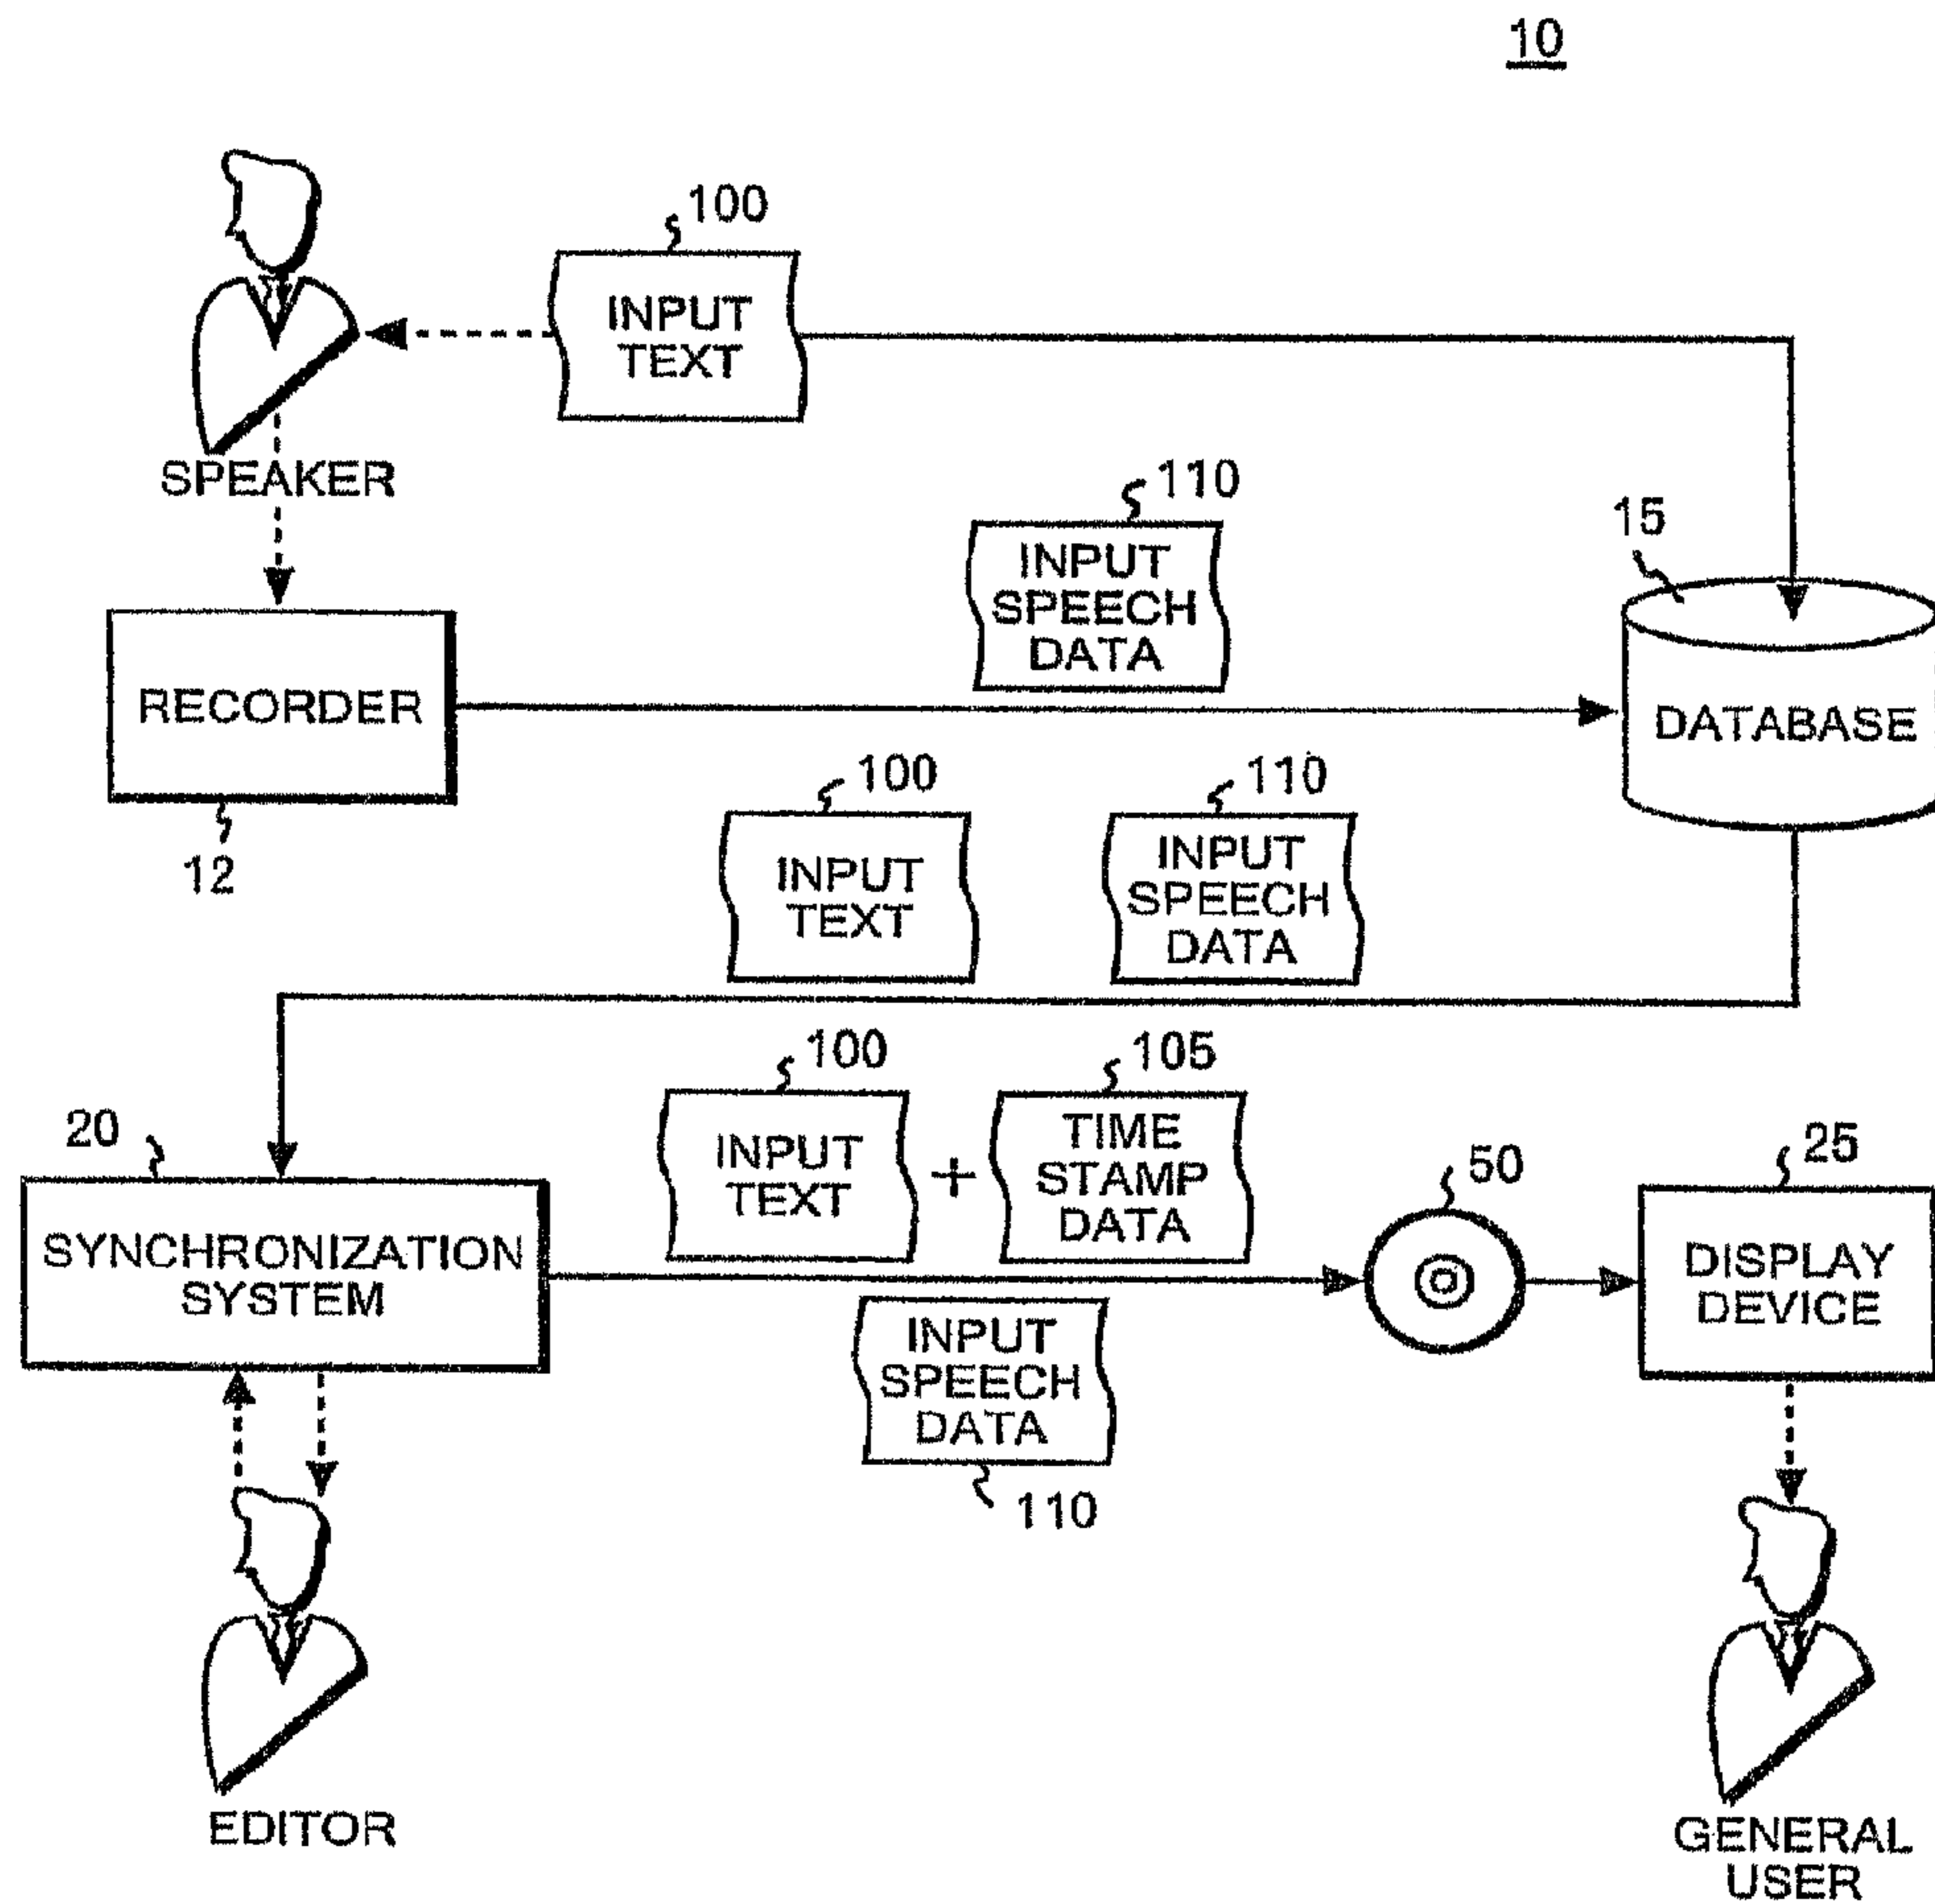 10
100
INPUT
TEXT
SPEAKER
110
INPUT
SPEECH
DATA
15
RECORDER
DATABASE
12
100
INPUT
TEXT
110
INPUT
SPEECH
DATA
20
100
INPUT
TEXT
+
105
TIME
STAMP
DATA
50
25
SYNCHRONIZATION
SYSTEM
DISPLAY
DEVICE
INPUT
SPEECH
DATA
110
EDITOR
GENERAL
USER